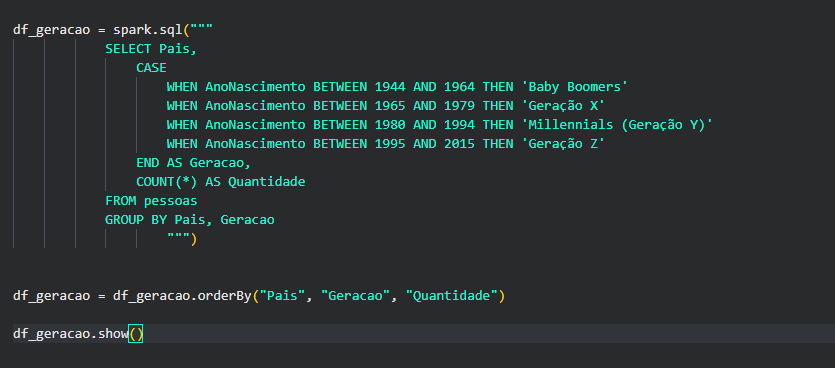 df_geracao = spark.sql("""
SELECT Pais,
CASE
WHEN AnoNascimento BETWEEN 1944 AND 1964 THEN 'Baby Boomers'
WHEN AnoNascimento BETWEEN 1965 AND 1979 THEN 'Geração X'
WHEN AnoNascimento BETWEEN 1980 AND 1994 THEN 'Millennials (Geração Y)'
WHEN AnoNascimento BETWEEN 1995 AND 2015 THEN 'Geração Z'
END AS Geracao,
COUNT(*) AS Quantidade
FROM pessoas
GROUP BY Pais, Geracao
""")
df_geracao = df_geracao.orderBy("Pais", "Geracao", "Quantidade")
df_geracao.show()